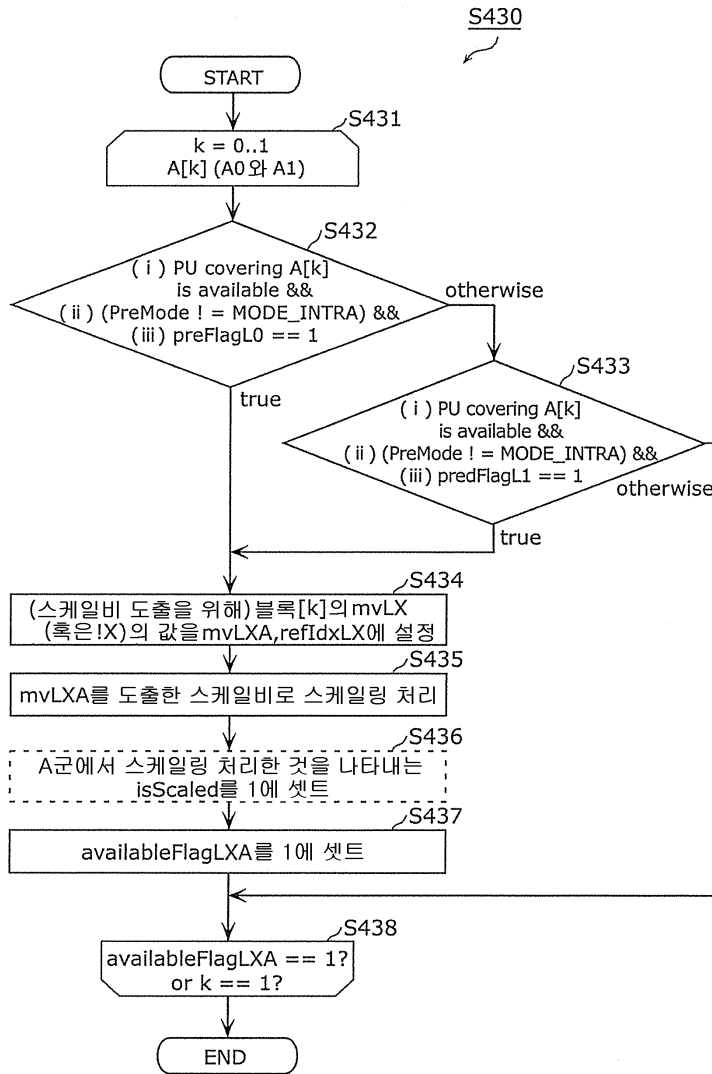 S430
START
S431
k = 0..1
A[k] (A0와 A1)
S432
( i ) PU covering A[k]
is available &&
( ii ) (PreMode ! = MODE_INTRA) &&
(iii) preFlagL0 == 1
otherwise
true
S433
( i ) PU covering A[k]
is available &&
( ii ) (PreMode ! = MODE_INTRA) &&
(iii) predFlagL1 == 1
otherwise
true
S434
(스케일비 도출을 위해) 블록[k]의 mvLX
(혹은!X)의 값을 mvLXA,refIdxLX에 설정
S435
mvLXA를 도출한 스케일비로 스케일링 처리
S436
A군에서 스케일링 처리한 것을 나타내는
isScaled를 1에 셋트
S437
availableFlagLXA를 1에 셋트
S438
availableFlagLXA == 1?
or k == 1?
END